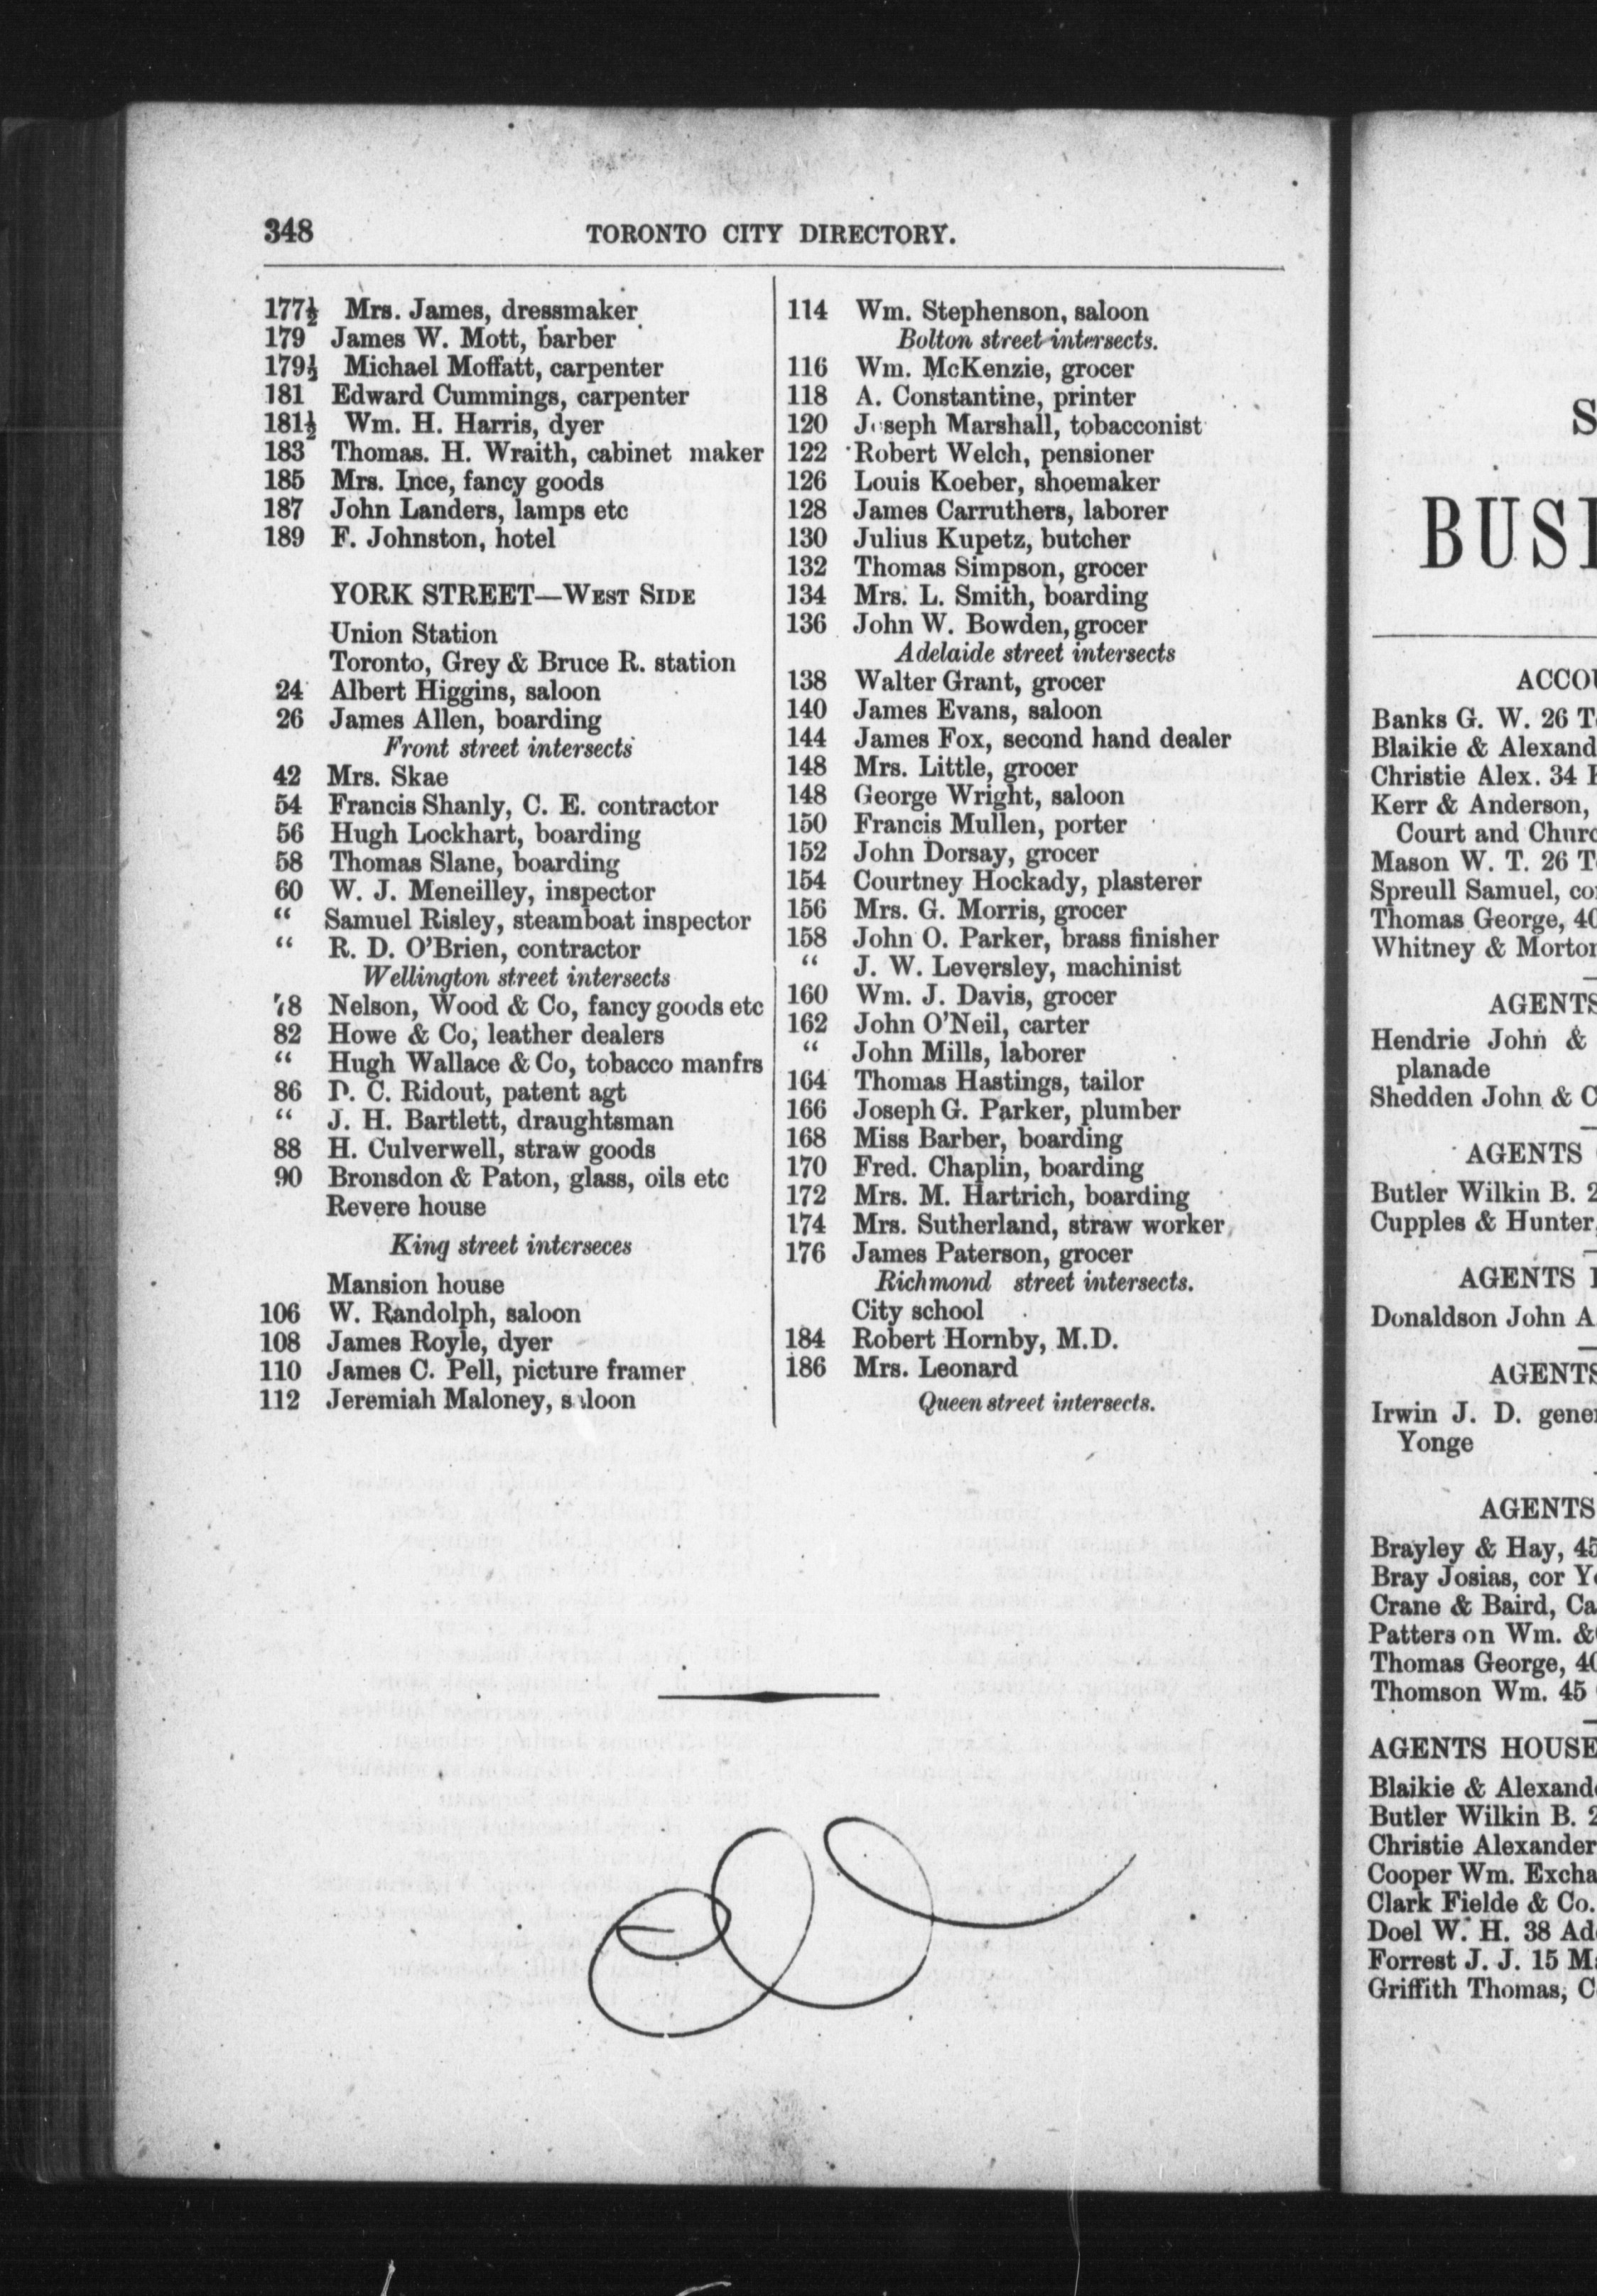 348 TORONTO CITY DIRECTORY.
177½ Mrs. James, dressmaker
179 James W. Mott, barber
179½ Michael Moffatt, carpenter
181 Edward Cummings, carpenter
181½ Wm. H. Harris, dyer
183 Thomas. H. Wraith, cabinet maker
185 Mrs. Ince, fancy goods
187 John Landers, lamps etc
189 F. Johnston, hotel
YORK STREET—WEST SIDE
Union Station
Toronto, Grey & Bruce R. station
24 Albert Higgins, saloon
26 James Allen, boarding
Front street intersects
42 Mrs. Skae
54 Francis Shanly, C. E. contractor
56 Hugh Lockhart, boarding
58 Thomas Slane, boarding
60 W. J. Meneilley, inspector
“ Samuel Risley, steamboat inspector
“ R. D. O'Brien, contractor
Wellington street intersects
78 Nelson, Wood & Co, fancy goods etc
82 Howe & Co, leather dealers
“ Hugh Wallace & Co, tobacco manfrs
86 D. C. Ridout, patent agt
“ J. H. Bartlett, draughtsman
88 H. Culverwell, straw goods
90 Bronsdon & Paton, glass, oils etc
Revere house
King street interseces
Mansion house
106 W. Randolph, saloon
108 James Royle, dyer
110 James C. Pell, picture framer
112 Jeremiah Maloney, saloon
114 Wm. Stephenson, saloon
Bolton street intersects.
116 Wm. McKenzie, grocer
118 A. Constantine, printer
120 Joseph Marshall, tobacconist
122 Robert Welch, pensioner
126 Louis Koeber, shoemaker
128 James Carruthers, laborer
130 Julius Kupetz, butcher
132 Thomas Simpson, grocer
134 Mrs. L. Smith, boarding
136 John W. Bowden, grocer
Adelaide street intersects
138 Walter Grant, grocer
140 James Evans, saloon
144 James Fox, second hand dealer
148 Mrs. Little, grocer
148 George Wright, saloon
150 Francis Mullen, porter
152 John Dorsay, grocer
154 Courtney Hockady, plasterer
156 Mrs. G. Morris, grocer
158 John O. Parker, brass finisher
“ J. W. Leversley, machinist
160 Wm. J. Davis, grocer
162 John O'Neil, carter
“ John Mills, laborer
164 Thomas Hastings, tailor
166 Joseph G. Parker, plumber
168 Miss Barber, boarding
170 Fred. Chaplin, boarding
172 Mrs. M. Hartrich, boarding
174 Mrs. Sutherland, straw worker
176 James Paterson, grocer
Richmond street intersects.
City school
184 Robert Hornby, M.D.
186 Mrs. Leonard
Queen street intersects.
S
BUSI
ACCOU
Banks G. W. 26 T
Blaikie & Alexand
Christie Alex. 34
Kerr & Anderson,
Court and Churc
Mason W. T. 26 T
Spreull Samuel, co
Thomas George, 40
Whitney & Morton
AGENTS
Hendrie John &
planade
Shedden John & C
AGENTS
Butler Wilkin B. 2
Cupples & Hunter,
AGENTS
Donaldson John A
AGENTS
Irwin J. D. gene
Yonge
AGENTS
Brayley & Hay, 45
Bray Josias, cor Y
Crane & Baird, Ca
Patterson Wm. &
Thomas George, 40
Thomson Wm. 45
AGENTS HOUSE
Blaikie & Alexand
Butler Wilkin B. 2
Christie Alexander
Cooper Wm. Excha
Clark Fielde & Co.
Doel W. H. 38 Ad
Forrest J. J. 15 M
Griffith Thomas, C